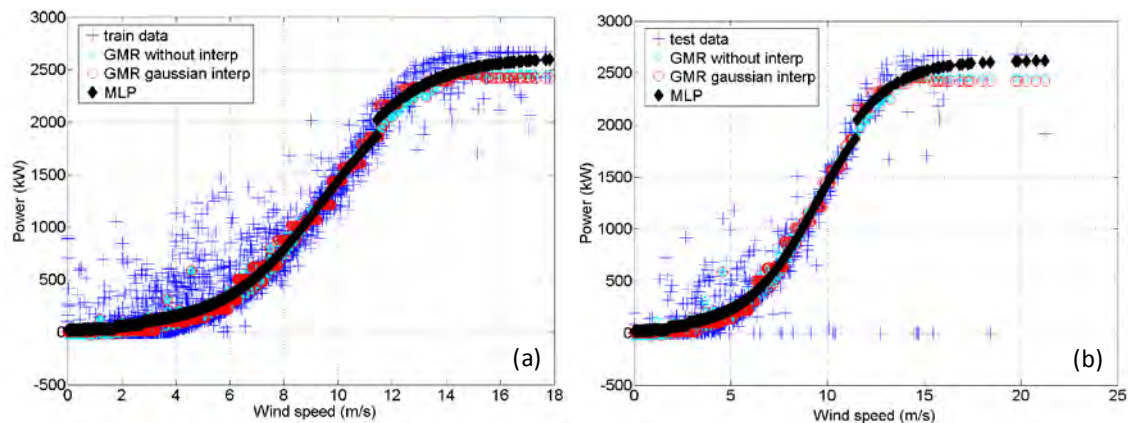 train data
GMR without interp
GMR gaussian interp
MLP
3000
2500
2000
1500
1000
500
0
-500
Power (kW)
0 2 4 6 8 10 12 14 16 18
Wind speed (m/s)
(a)
test data
GMR without interp
GMR gaussian interp
MLP
3000
2500
2000
1500
1000
500
0
-500
Power (kW)
0 5 10 15 20 25
Wind speed (m/s)
(b)